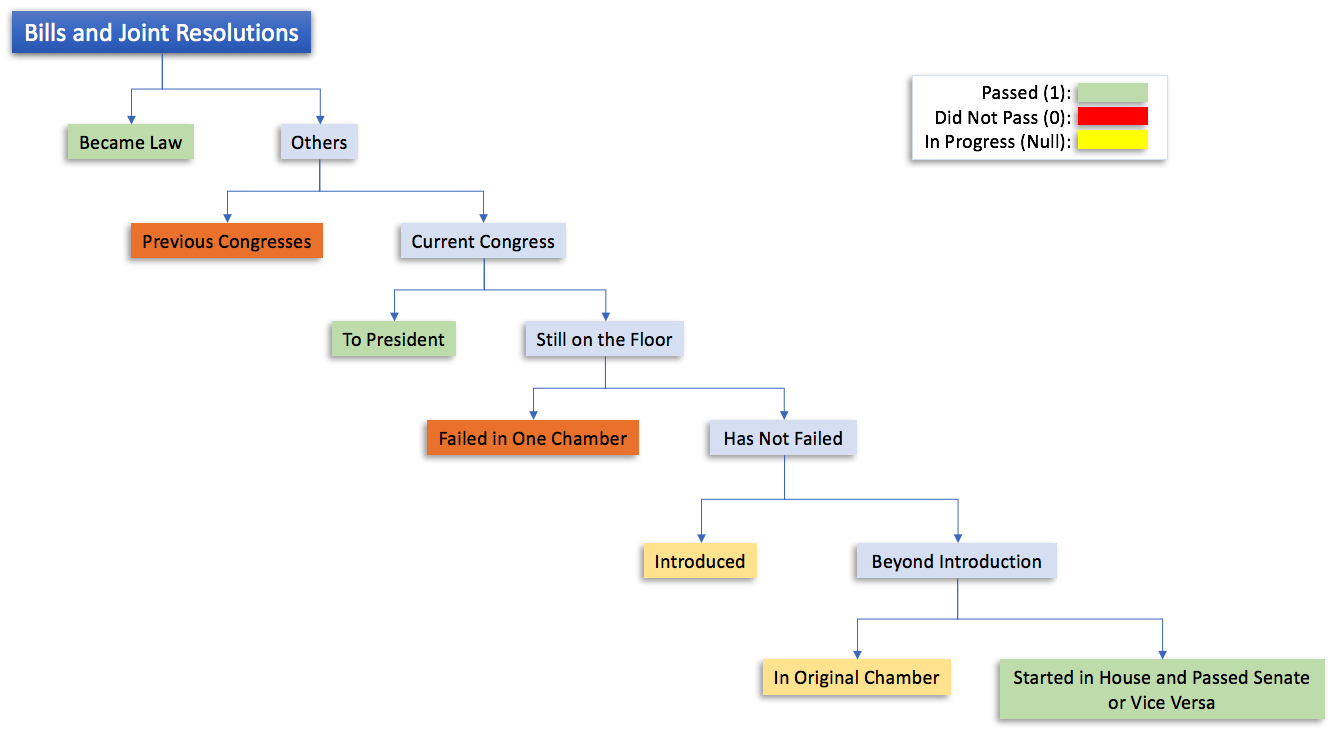 Bills and Joint Resolutions
Passed (1):
Did Not Pass (0):
In Progress (Null):
Became Law
Others
Previous Congresses
Current Congress
To President
Still on the Floor
Failed in One Chamber
Has Not Failed
Introduced
Beyond Introduction
In Original Chamber
Started in House and Passed Senate
or Vice Versa